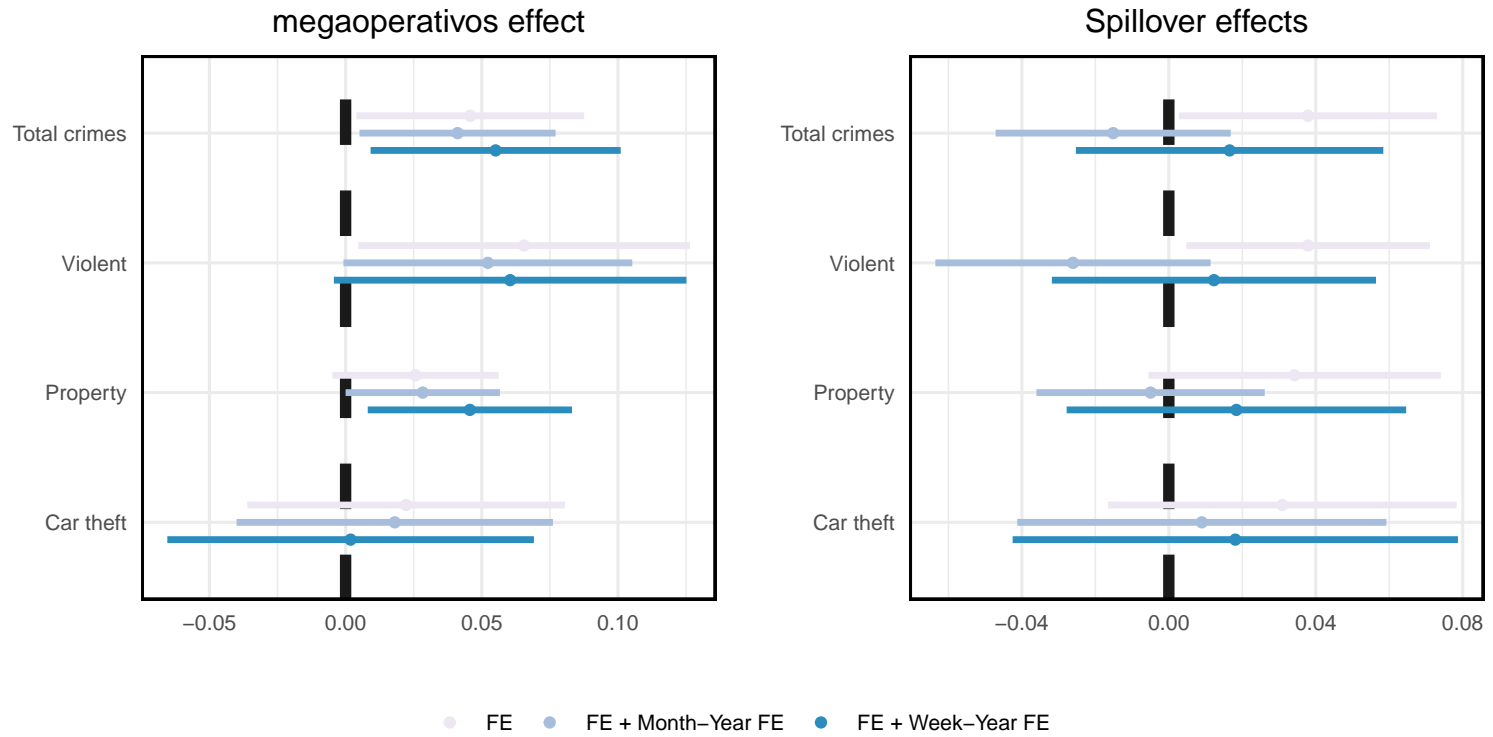 megaoperativos effect
Total crimes
Violent
Property
Car theft
−0.05 0.00 0.05 0.10
Spillover effects
Total crimes
Violent
Property
Car theft
−0.04 0.00 0.04 0.08
FE FE + Month−Year FE FE + Week−Year FE